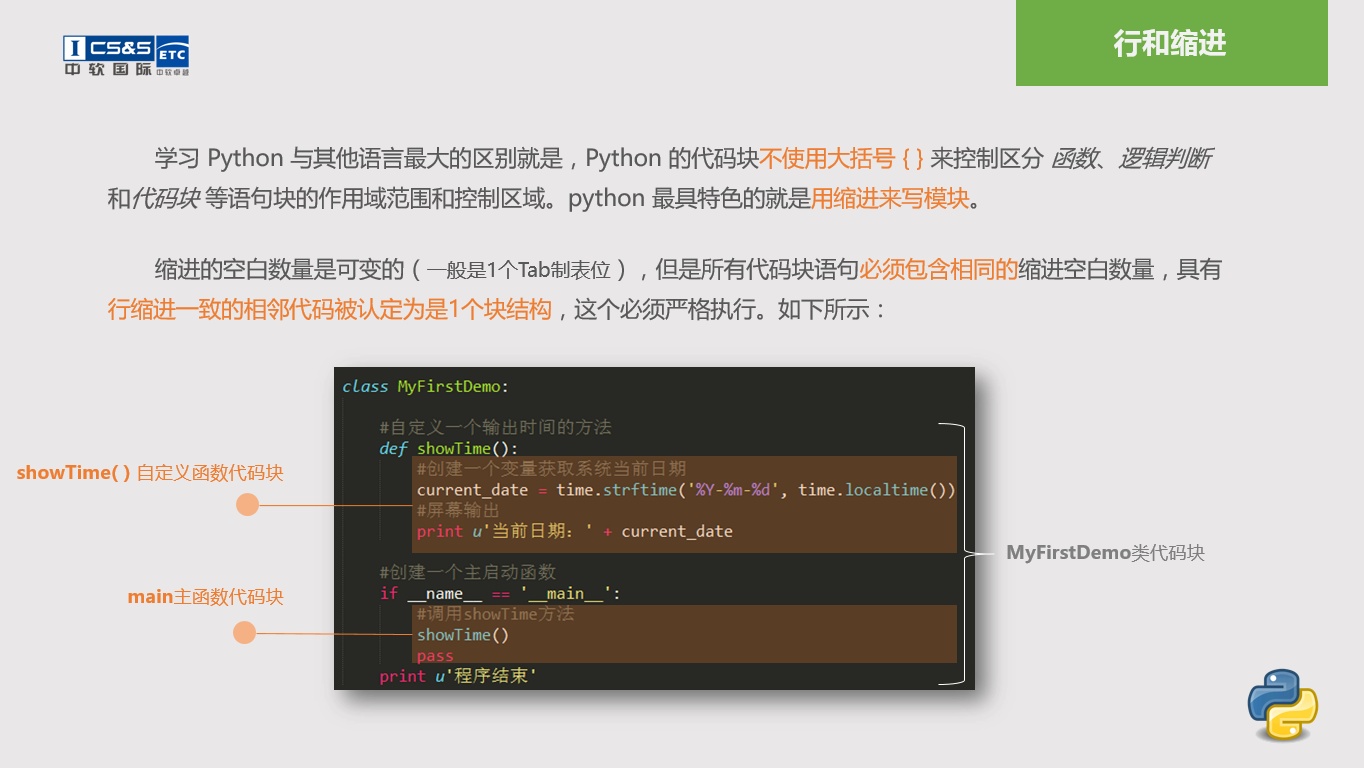 行和缩进
I CS&S ETC
中软国际 中软卓越
学习 Python 与其他语言最大的区别就是，Python 的代码块不使用大括号 { } 来控制区分 函数、逻辑判断
和代码块 等语句块的作用域范围和控制区域。python 最具特色的就是用缩进来写模块。
缩进的空白数量是可变的（一般是1个Tab制表位），但是所有代码块语句必须包含相同的缩进空白数量，具有
行缩进一致的相邻代码被认定为是1个块结构，这个必须严格执行。如下所示：
class MyFirstDemo:
#自定义一个输出时间的方法
def showTime():
#创建一个变量获取系统当前日期
current_date = time.strftime('%Y-%m-%d', time.localtime())
#屏幕输出
print u'当前日期：' + current_date
#创建一个主启动函数
if __name__ == '__main__':
#调用showTime方法
showTime()
pass
print u'程序结束'
showTime( ) 自定义函数代码块
main主函数代码块
MyFirstDemo类代码块